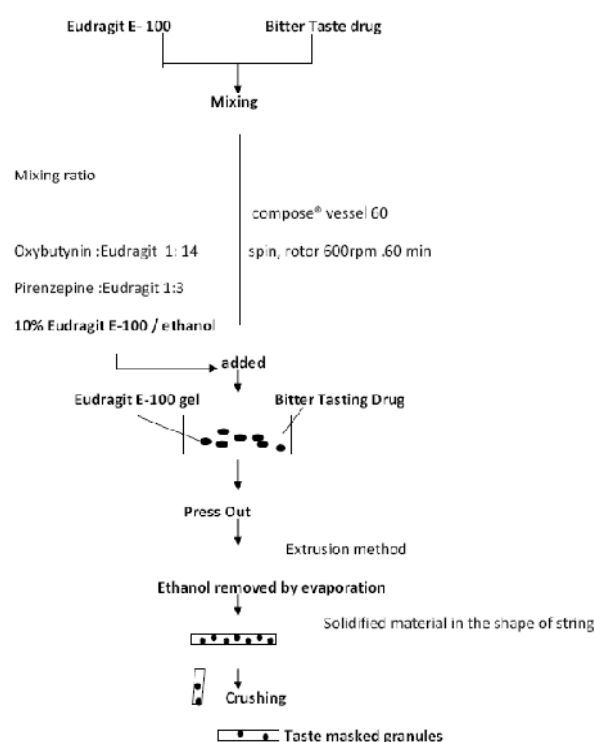 Eudragit E- 100
Bitter Taste drug
Mixing
Mixing ratio
compose® vessel 60
Oxybutynin :Eudragit 1: 14
spin, rotor 600rpm .60 min
Pirenzepine :Eudragit 1:3
10% Eudragit E-100 / ethanol
added
Eudragit E-100 gel
Bitter Tasting Drug
Press Out
Extrusion method
Ethanol removed by evaporation
Solidified material in the shape of string
Crushing
Taste masked granules